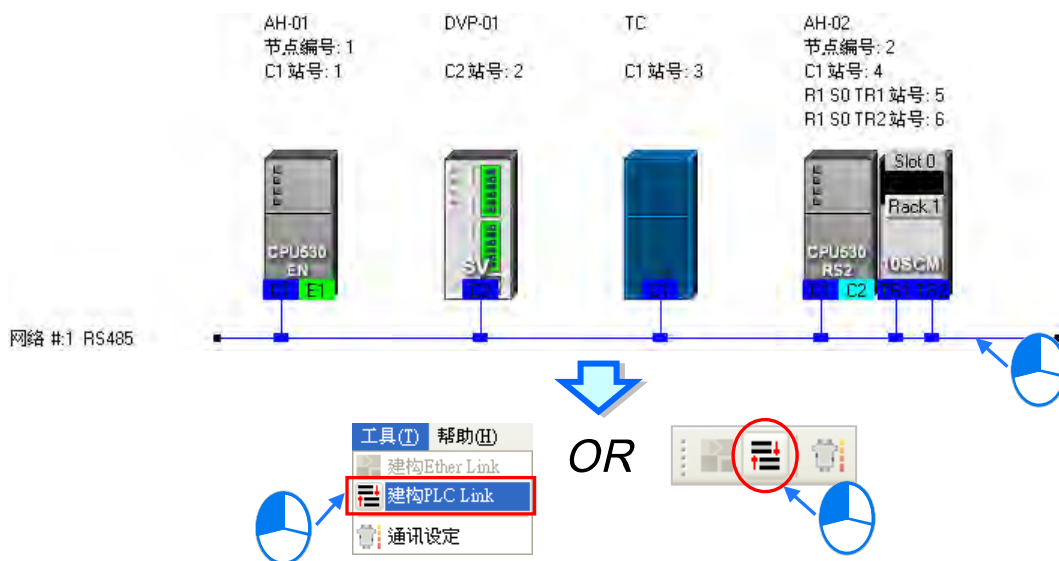 AH-01
节点编号: 1
C1 站号: 1
DVP-01
C2 站号: 2
TC
C1 站号: 3
AH-02
节点编号: 2
C1 站号: 4
R1 S0 TR1 站号: 5
R1 S0 TR2 站号: 6
CPU530
EN
C1 E1
SV
C2
C1
CPU530
RS2
C1 C2
Slot 0
Rack 1
10SCM
TR1 TR2
网络 #:1 RS485
工具(T) 帮助(H)
建构Ether Link
建构PLC Link
通讯设定
OR